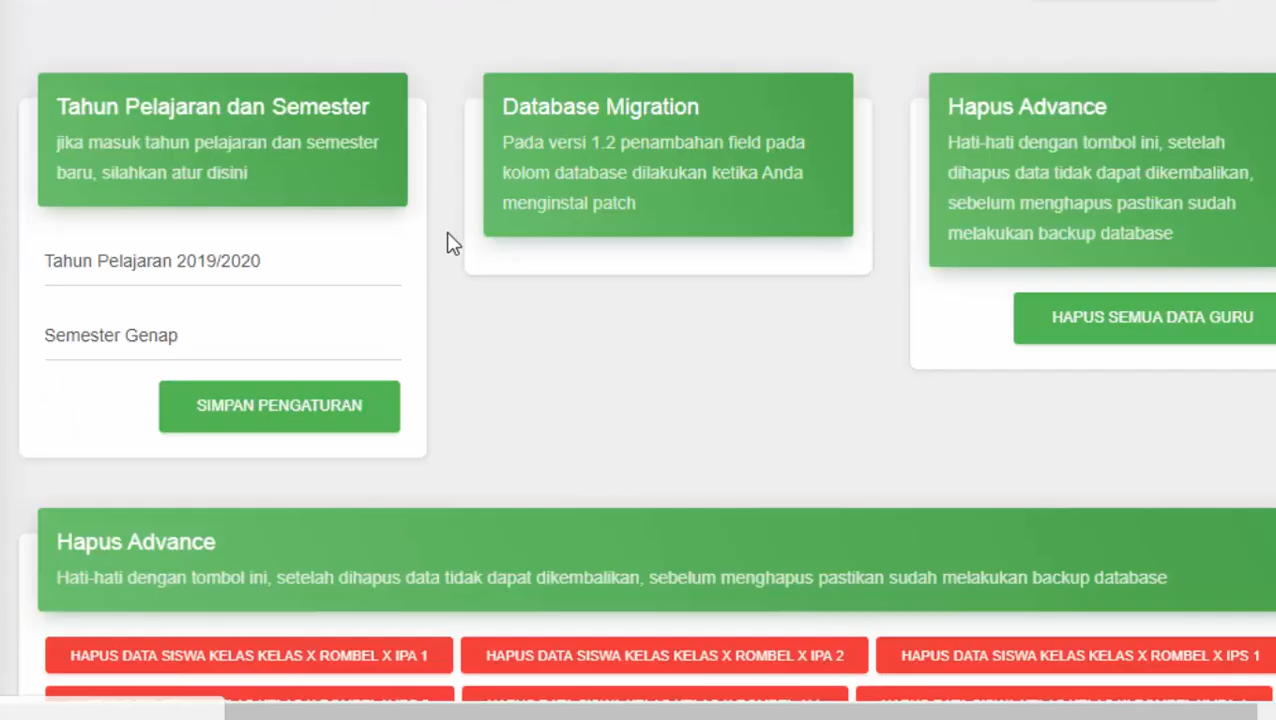 Tahun Pelajaran dan Semester
jika masuk tahun pelajaran dan semester
baru, silahkan atur disini
Tahun Pelajaran 2019/2020
Semester Genap
SIMPAN PENGATURAN
Database Migration
Pada versi 1.2 penambahan field pada
kolom database dilakukan ketika Anda
menginstal patch
Hapus Advance
Hati-hati dengan tombol ini, setelah
dihapus data tidak dapat dikembalikan,
sebelum menghapus pastikan sudah
melakukan backup database
HAPUS SEMUA DATA GURU
Hapus Advance
Hati-hati dengan tombol ini, setelah dihapus data tidak dapat dikembalikan, sebelum menghapus pastikan sudah melakukan backup database
HAPUS DATA SISWA KELAS KELAS X ROMBEL X IPA 1
HAPUS DATA SISWA KELAS KELAS X ROMBEL X IPA 2
HAPUS DATA SISWA KELAS KELAS X ROMBEL X IPS 1